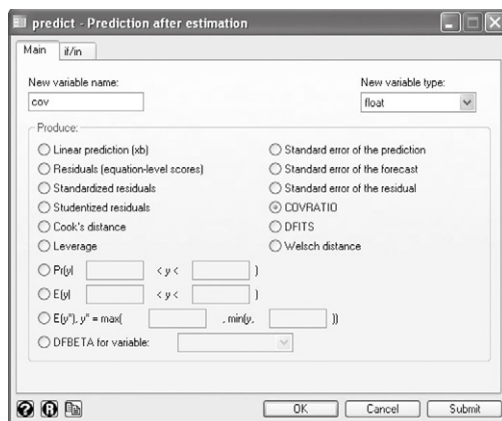 predict - Prediction after estimation
Main if/in
New variable name: New variable type:
cov float
Produce:
Linear prediction (xb) Standard error of the prediction
Residuals (equation-level scores) Standard error of the forecast
Standardized residuals Standard error of the residual
Studentized residuals COVRATIO
Cook's distance DFITS
Leverage Welsch distance
Pr(y| < y < )
E(y| < y < )
E(y*), y* = max( , min(y, ))
DFBETA for variable:
? R OK Cancel Submit